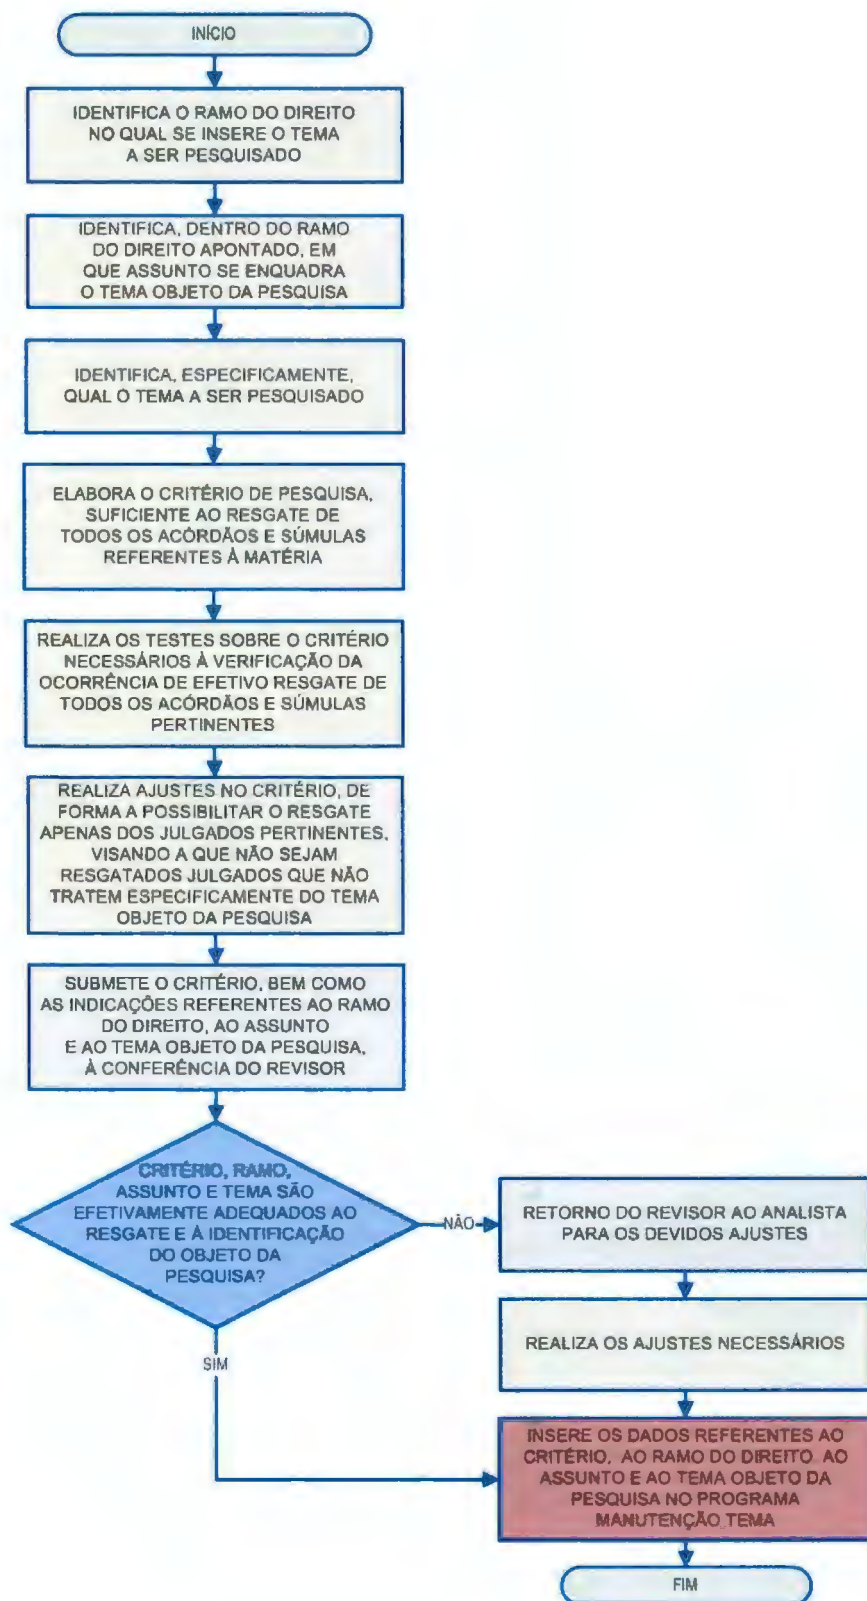 INÍCIO
IDENTIFICA O RAMO DO DIREITO
NO QUAL SE INSERE O TEMA
A SER PESQUISADO
IDENTIFICA, DENTRO DO RAMO
DO DIREITO APONTADO, EM
QUE ASSUNTO SE ENQUADRA
O TEMA OBJETO DA PESQUISA
IDENTIFICA, ESPECIFICAMENTE,
QUAL O TEMA A SER PESQUISADO
ELABORA O CRITÉRIO DE PESQUISA,
SUFICIENTE AO RESGATE DE
TODOS OS ACÓRDÃOS E SÚMULAS
REFERENTES À MATÉRIA
REALIZA OS TESTES SOBRE O CRITÉRIO
NECESSÁRIOS À VERIFICAÇÃO DA
OCORRÊNCIA DE EFETIVO RESGATE DE
TODOS OS ACÓRDÃOS E SÚMULAS
PERTINENTES
REALIZA AJUSTES NO CRITÉRIO, DE
FORMA A POSSIBILITAR O RESGATE
APENAS DOS JULGADOS PERTINENTES,
VISANDO A QUE NÃO SEJAM
RESGATADOS JULGADOS QUE NÃO
TRATEM ESPECIFICAMENTE DO TEMA
OBJETO DA PESQUISA
SUBMETE O CRITÉRIO, BEM COMO
AS INDICAÇÕES REFERENTES AO RAMO
DO DIREITO, AO ASSUNTO
E AO TEMA OBJETO DA PESQUISA,
À CONFERÊNCIA DO REVISOR
CRITÉRIO, RAMO,
ASSUNTO E TEMA SÃO
EFETIVAMENTE ADEQUADOS AO
RESGATE E À IDENTIFICAÇÃO
DO OBJETO DA
PESQUISA?
NÃO
RETORNO DO REVISOR AO ANALISTA
PARA OS DEVIDOS AJUSTES
REALIZA OS AJUSTES NECESSÁRIOS
SIM
INSERE OS DADOS REFERENTES AO
CRITÉRIO, AO RAMO DO DIREITO, AO
ASSUNTO E AO TEMA OBJETO DA
PESQUISA NO PROGRAMA
MANUTENÇÃO TEMA
FIM